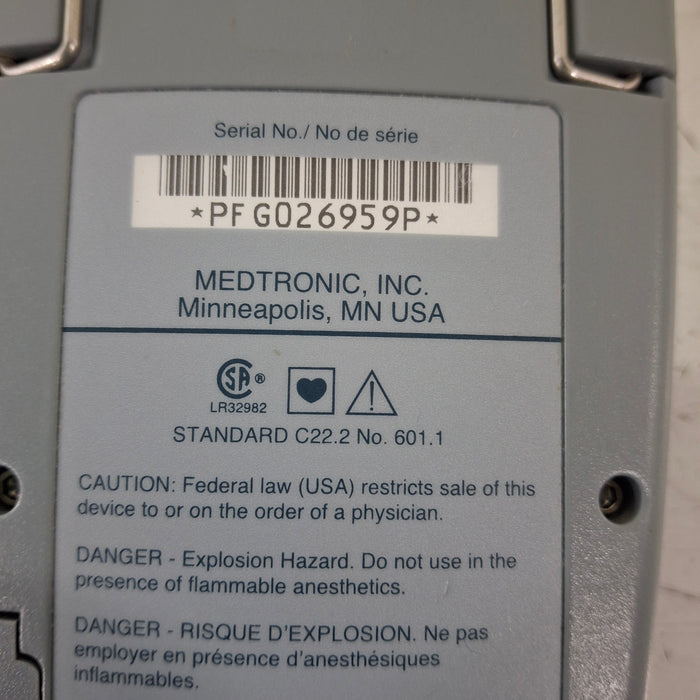 Serial No./ No de série
*PFG026959P*
MEDTRONIC, INC.
Minneapolis, MN USA
SA ®
LR32982
STANDARD C22.2 No. 601.1
CAUTION: Federal law (USA) restricts sale of this
device to or on the order of a physician.
DANGER - Explosion Hazard. Do not use in the
presence of flammable anesthetics.
DANGER - RISQUE D'EXPLOSION. Ne pas
employer en présence d'anesthésiques
inflammables.